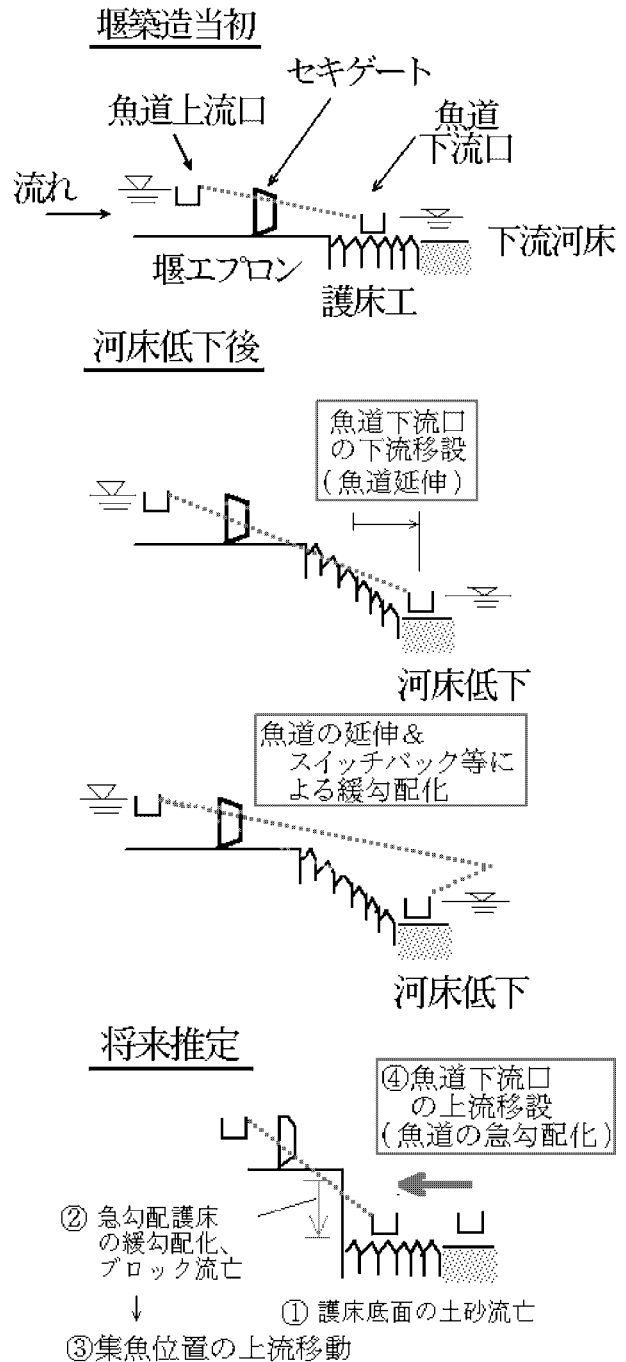 堰築造当初
セキゲート
魚道上流口
魚道
下流口
流れ
下流河床
堰エプロン
護床工
河床低下後
魚道下流口
の下流移設
(魚道延伸)
河床低下
魚道の延伸&
スイッチバック等に
よる緩勾配化
河床低下
将来推定
④魚道下流口
の上流移設
(魚道の急勾配化)
② 急勾配護床
の緩勾配化、
ブロック流亡
① 護床底面の土砂流亡
③集魚位置の上流移動